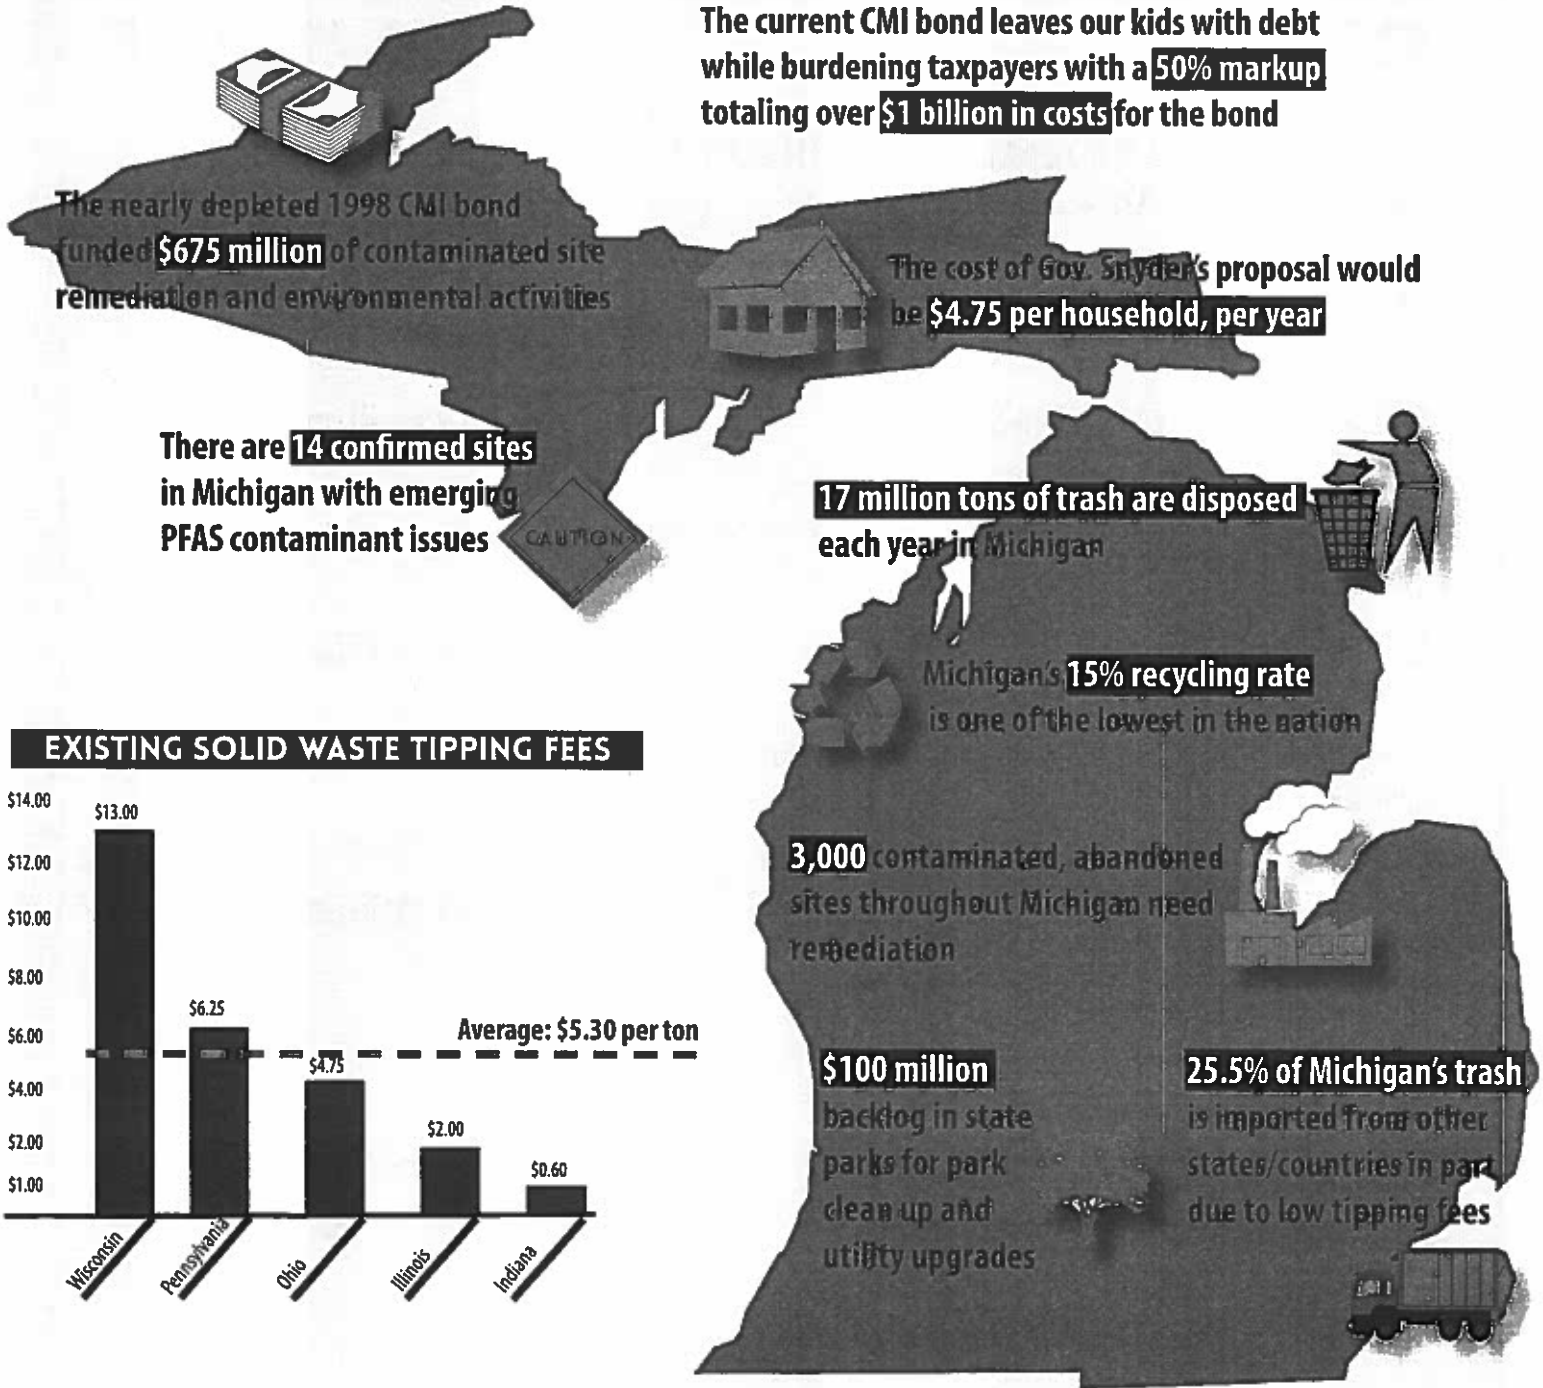 The current CMI bond leaves our kids with debt
while burdening taxpayers with a 50% markup
totaling over $1 billion in costs for the bond
The nearly depleted 1998 CMI bond
funded $675 million of contaminated site
remediation and environmental activities
The cost of Gov. Snyder's proposal would
be $4.75 per household, per year
There are 14 confirmed sites
in Michigan with emerging
PFAS contaminant issues
CAUTION
17 million tons of trash are disposed
each year in Michigan
Michigan's 15% recycling rate
is one of the lowest in the nation
3,000 contaminated, abandoned
sites throughout Michigan need
remediation
$100 million
backlog in state
parks for park
clean up and
utility upgrades
25.5% of Michigan's trash
is imported from other
states/countries in part
due to low tipping fees
EXISTING SOLID WASTE TIPPING FEES
$14.00
$12.00
$10.00
$8.00
$6.00
$4.00
$2.00
$1.00
$13.00
$6.25
$4.75
$2.00
$0.60
Average: $5.30 per ton
Wisconsin
Pennsylvania
Ohio
Illinois
Indiana